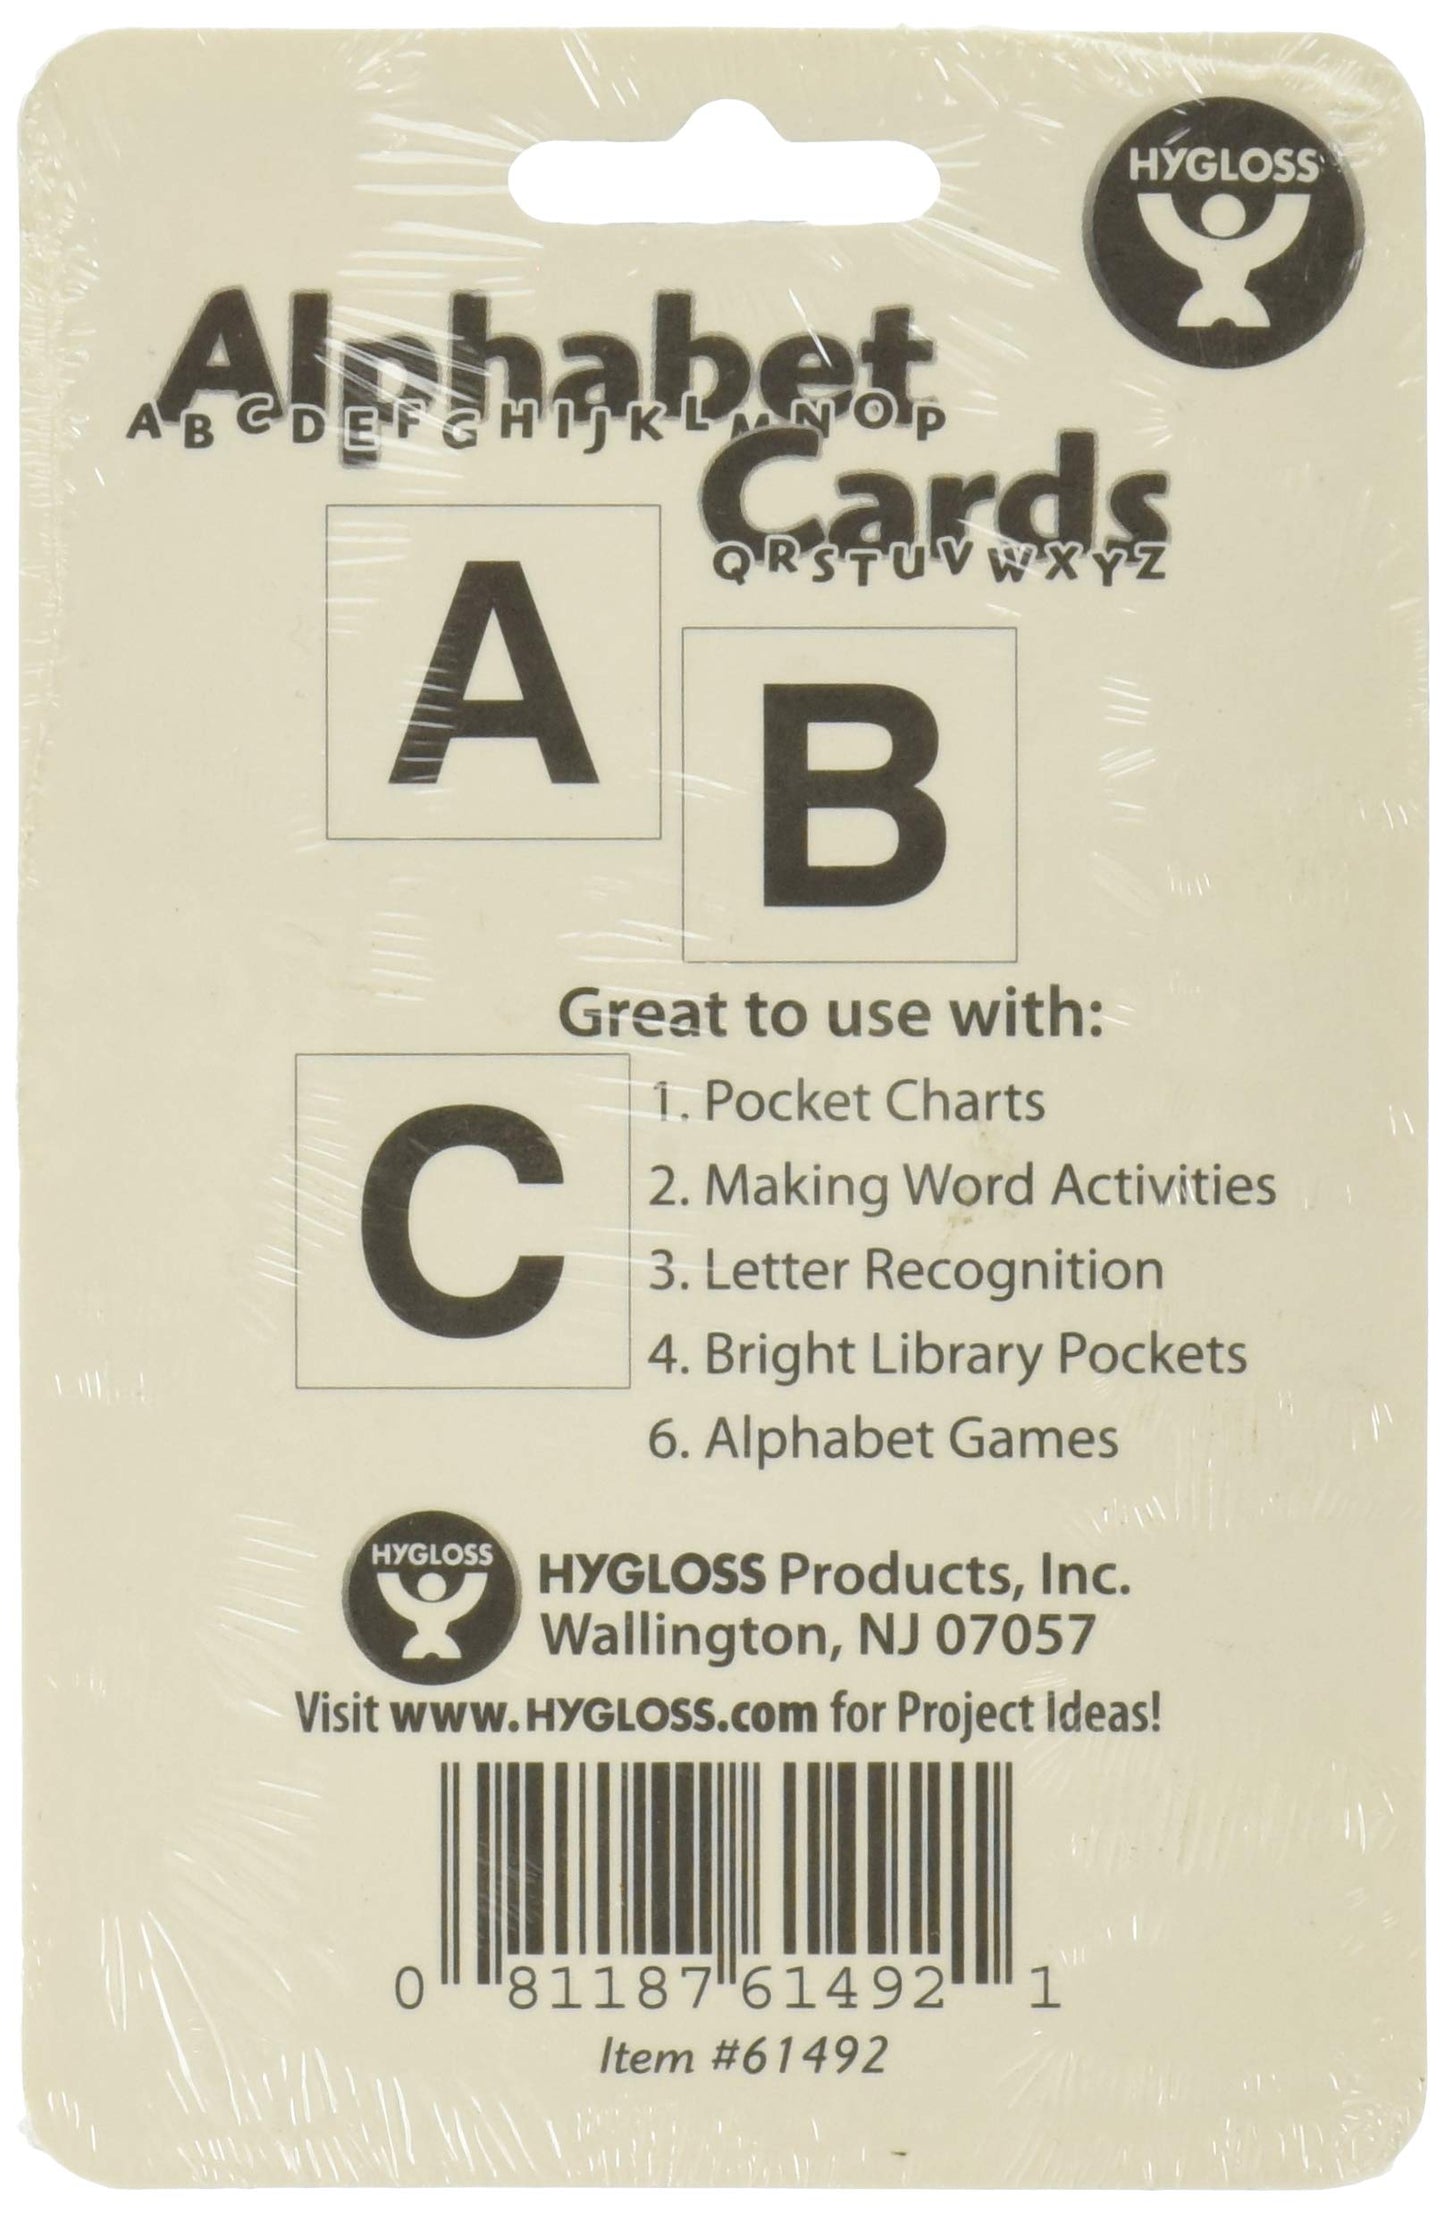 HYGLOSS
Alphabet
A B C D E F G H I J K L M N O P
Cards
Q R S T U V W X Y Z
A
B
Great to use with:
C
1. Pocket Charts
2. Making Word Activities
3. Letter Recognition
4. Bright Library Pockets
6. Alphabet Games
HYGLOSS
HYGLOSS Products, Inc.
Wallington, NJ 07057
Visit www.HYGLOSS.com for Project Ideas!
0 81187 61492 1
Item #61492